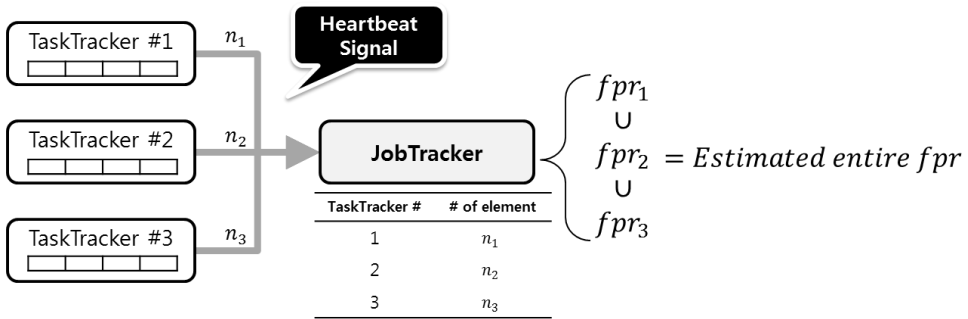 TaskTracker #1
n₁
Heartbeat
Signal
TaskTracker #2
n₂
TaskTracker #3
n₃
JobTracker
TaskTracker # # of element
1 n₁
2 n₂
3 n₃
fpr₁
∪
fpr₂ = Estimated entire fpr
∪
fpr₃